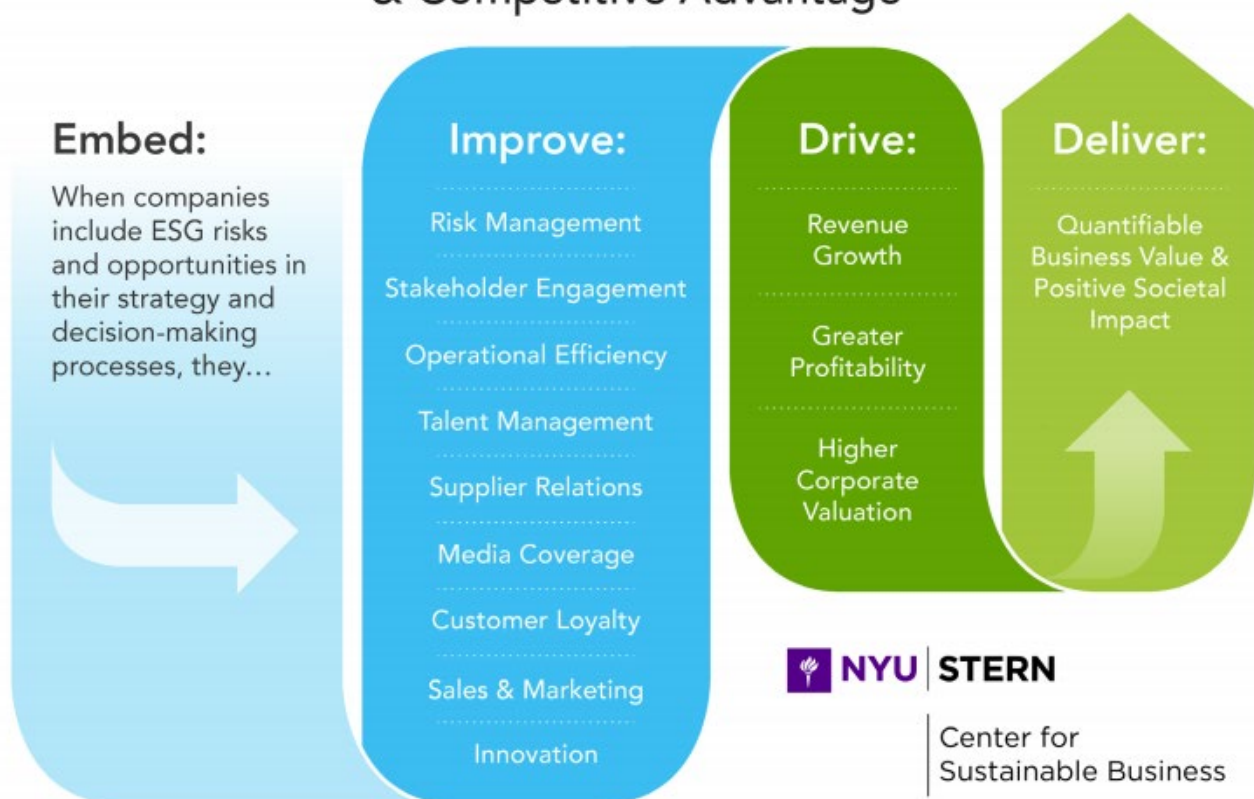 & Competitive Advantage
Embed:
When companies
include ESG risks
and opportunities in
their strategy and
decision-making
processes, they...
Improve:
Risk Management
Stakeholder Engagement
Operational Efficiency
Talent Management
Supplier Relations
Media Coverage
Customer Loyalty
Sales & Marketing
Innovation
Drive:
Revenue
Growth
Greater
Profitability
Higher
Corporate
Valuation
Deliver:
Quantifiable
Business Value &
Positive Societal
Impact
NYU STERN
Center for
Sustainable Business